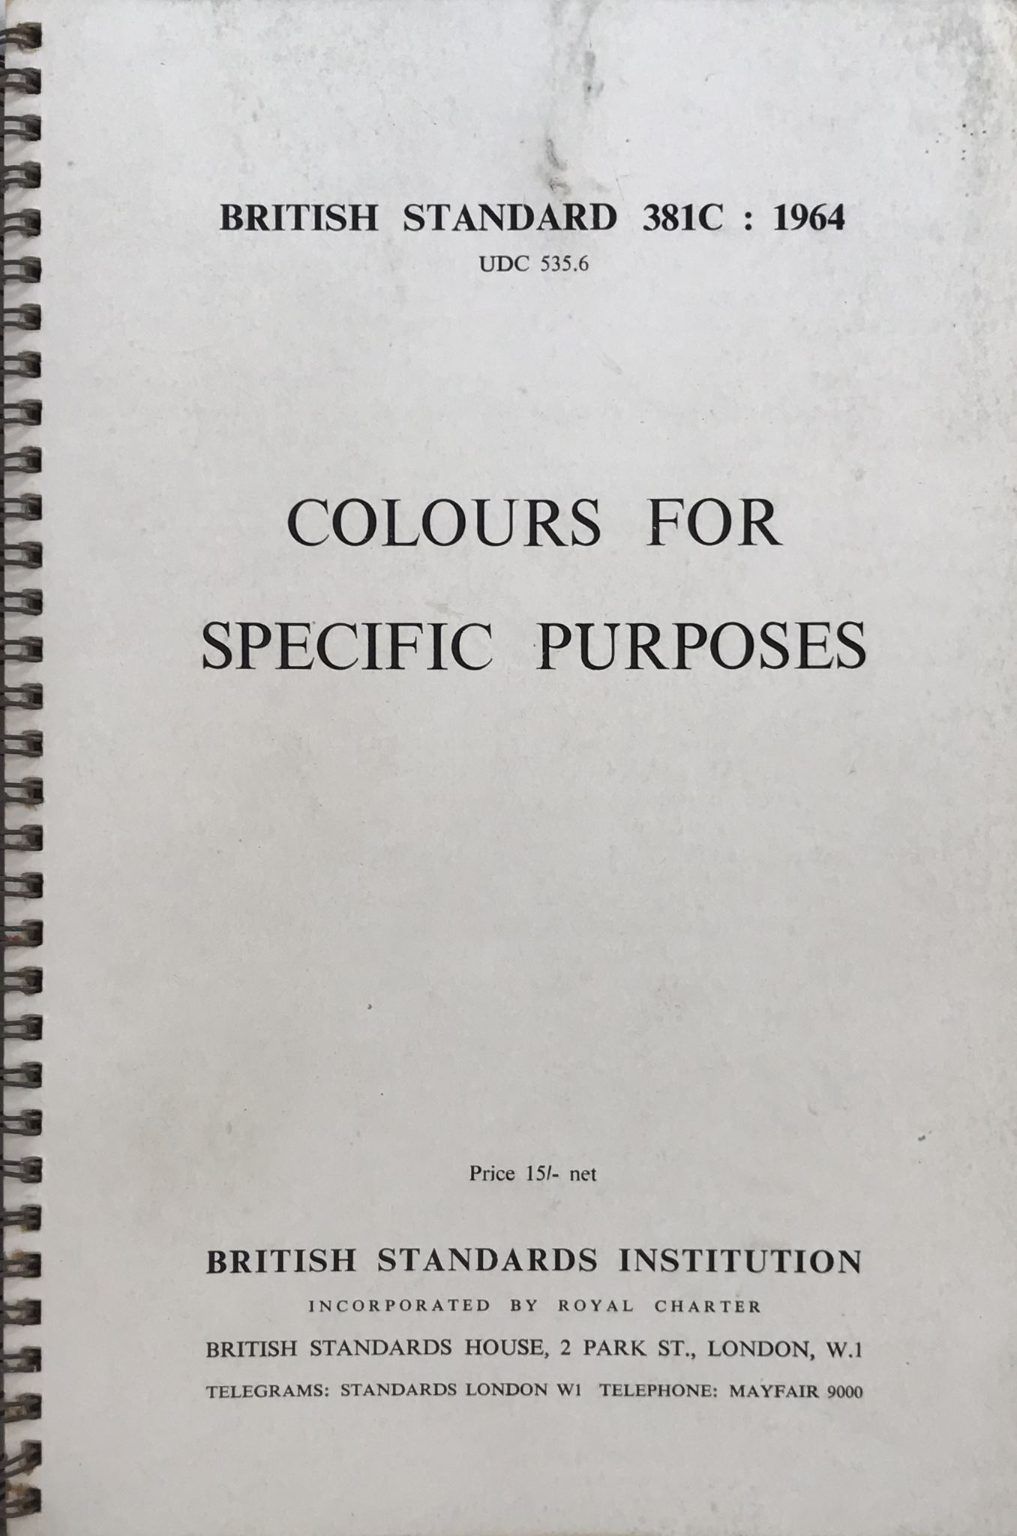 BRITISH STANDARD 381C : 1964
UDC 535.6
COLOURS FOR
SPECIFIC PURPOSES
Price 15/- net
BRITISH STANDARDS INSTITUTION
INCORPORATED BY ROYAL CHARTER
BRITISH STANDARDS HOUSE, 2 PARK ST., LONDON, W.1
TELEGRAMS: STANDARDS LONDON W1 TELEPHONE: MAYFAIR 9000